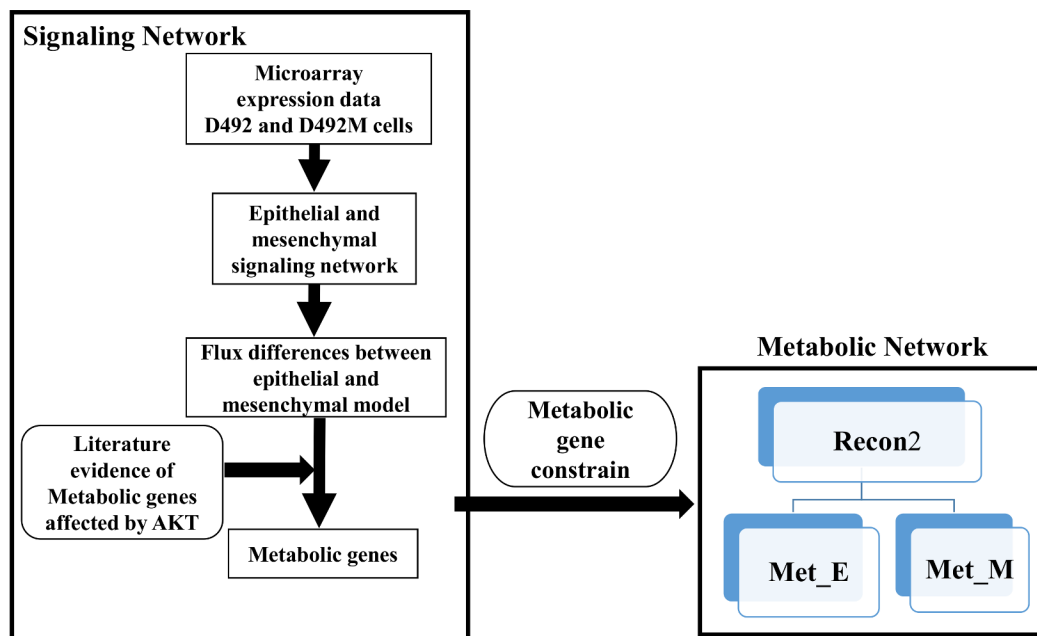 Signaling Network
Microarray
expression data
D492 and D492M cells
Epithelial and
mesenchymal
signaling network
Flux differences between
epithelial and
mesenchymal model
Literature
evidence of
Metabolic genes
affected by AKT
Metabolic genes
Metabolic
gene
constrain
Metabolic Network
Recon2
Met_E
Met_M